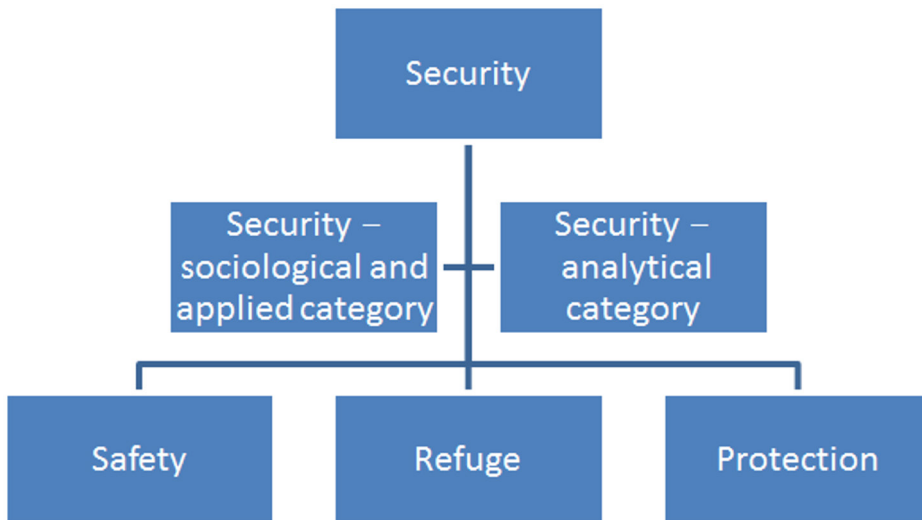 Security
Security –
sociological and
applied category
Security –
analytical
category
Safety
Refuge
Protection